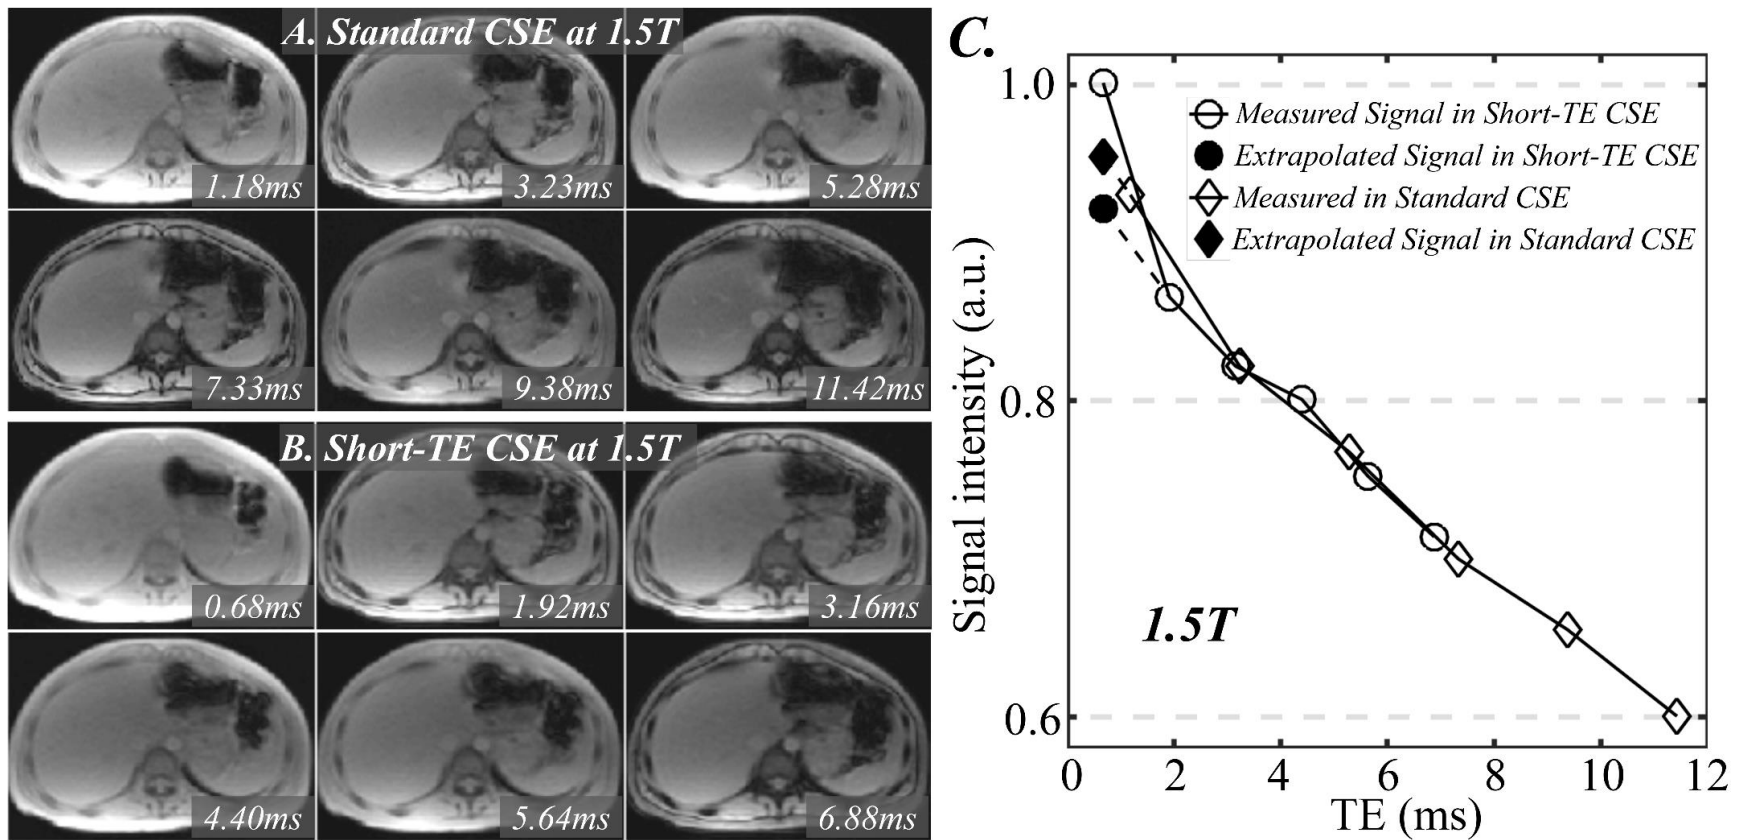 A. Standard CSE at 1.5T
1.18ms
3.23ms
5.28ms
7.33ms
9.38ms
11.42ms
B. Short-TE CSE at 1.5T
0.68ms
1.92ms
3.16ms
4.40ms
5.64ms
6.88ms
C.
Signal intensity (a.u.)
1.0
0.8
0.6
Measured Signal in Short-TE CSE
Extrapolated Signal in Short-TE CSE
Measured in Standard CSE
Extrapolated Signal in Standard CSE
1.5T
0 2 4 6 8 10 12
TE (ms)